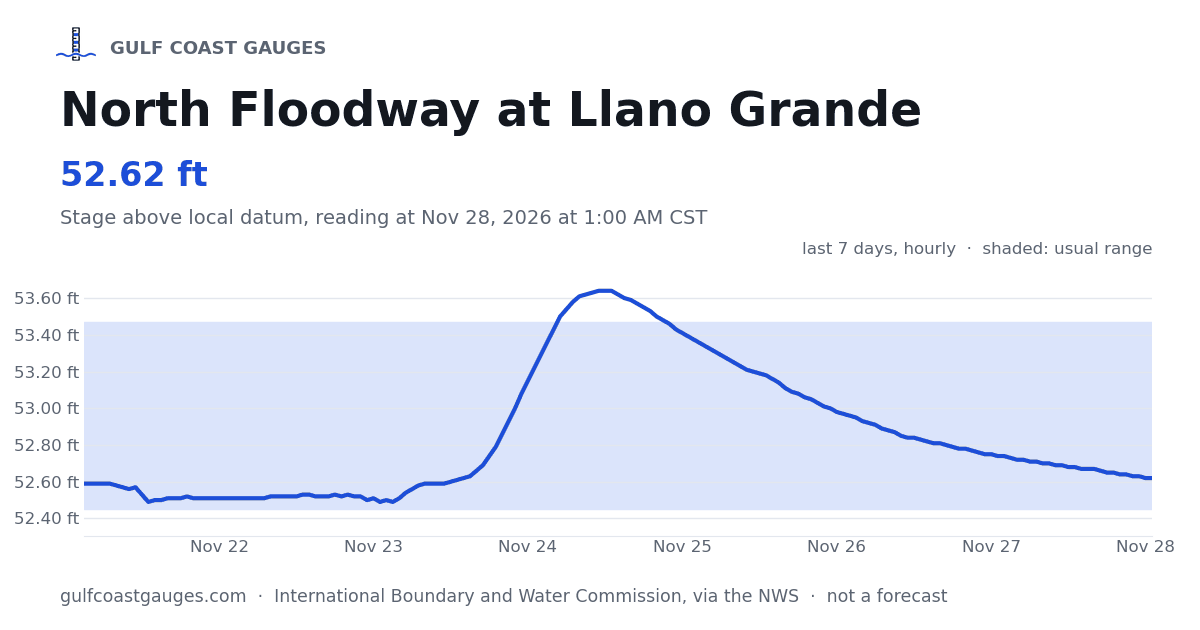 GULF COAST GAUGES
North Floodway at Llano Grande
52.62 ft
Stage above local datum, reading at Nov 28, 2026 at 1:00 AM CST
last 7 days, hourly · shaded: usual range
53.60 ft
53.40 ft
53.20 ft
53.00 ft
52.80 ft
52.60 ft
52.40 ft
Nov 22 Nov 23 Nov 24 Nov 25 Nov 26 Nov 27 Nov 28
gulfcoastgauges.com · International Boundary and Water Commission, via the NWS · not a forecast